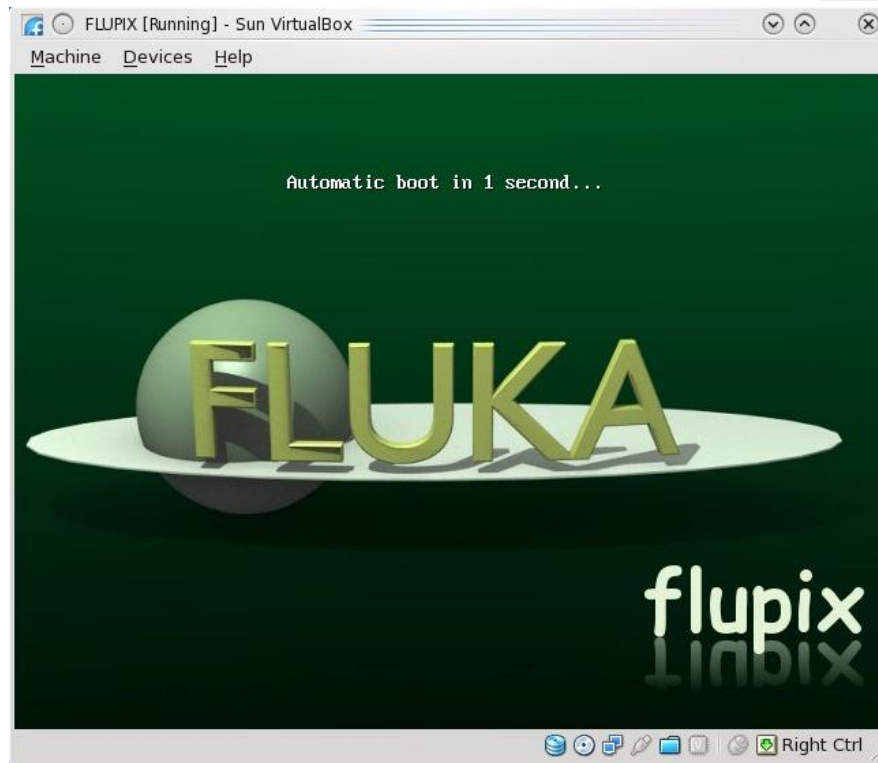 FLUPIX [Running] - Sun VirtualBox
Machine Devices Help
Automatic boot in 1 second...
FLUKA
flupix
Right Ctrl